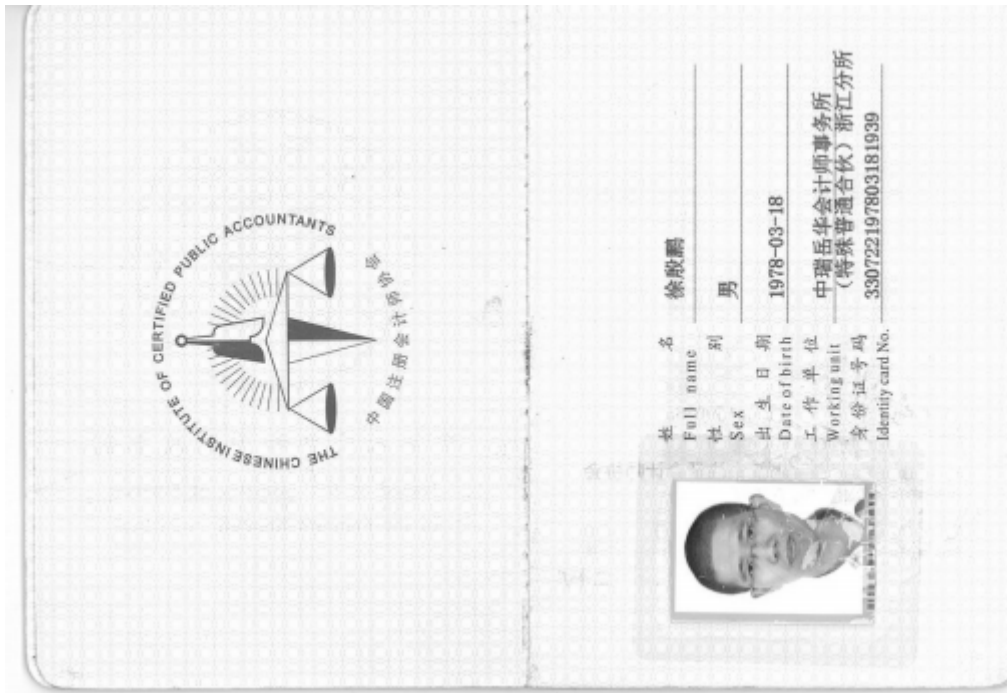 THE CHINESE INSTITUTE OF CERTIFIED PUBLIC ACCOUNTANTS
中国注册会计师协会
姓 名 徐殷鹏
Full name
性 别 男
Sex
出 生 日 期 1978-03-18
Date of birth
工 作 单 位 中瑞岳华会计师事务所
Working unit (特殊普通合伙) 浙江分所
身 份 证 号 码 330722197803181939
Identity card No.